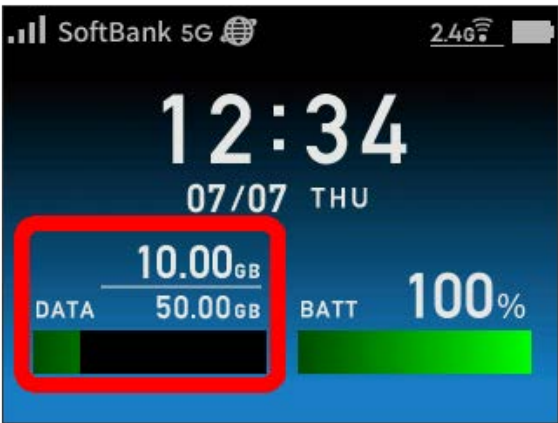 SoftBank 5G 2.4G
12:34
07/07 THU
10.00GB
DATA 50.00GB BATT 100%